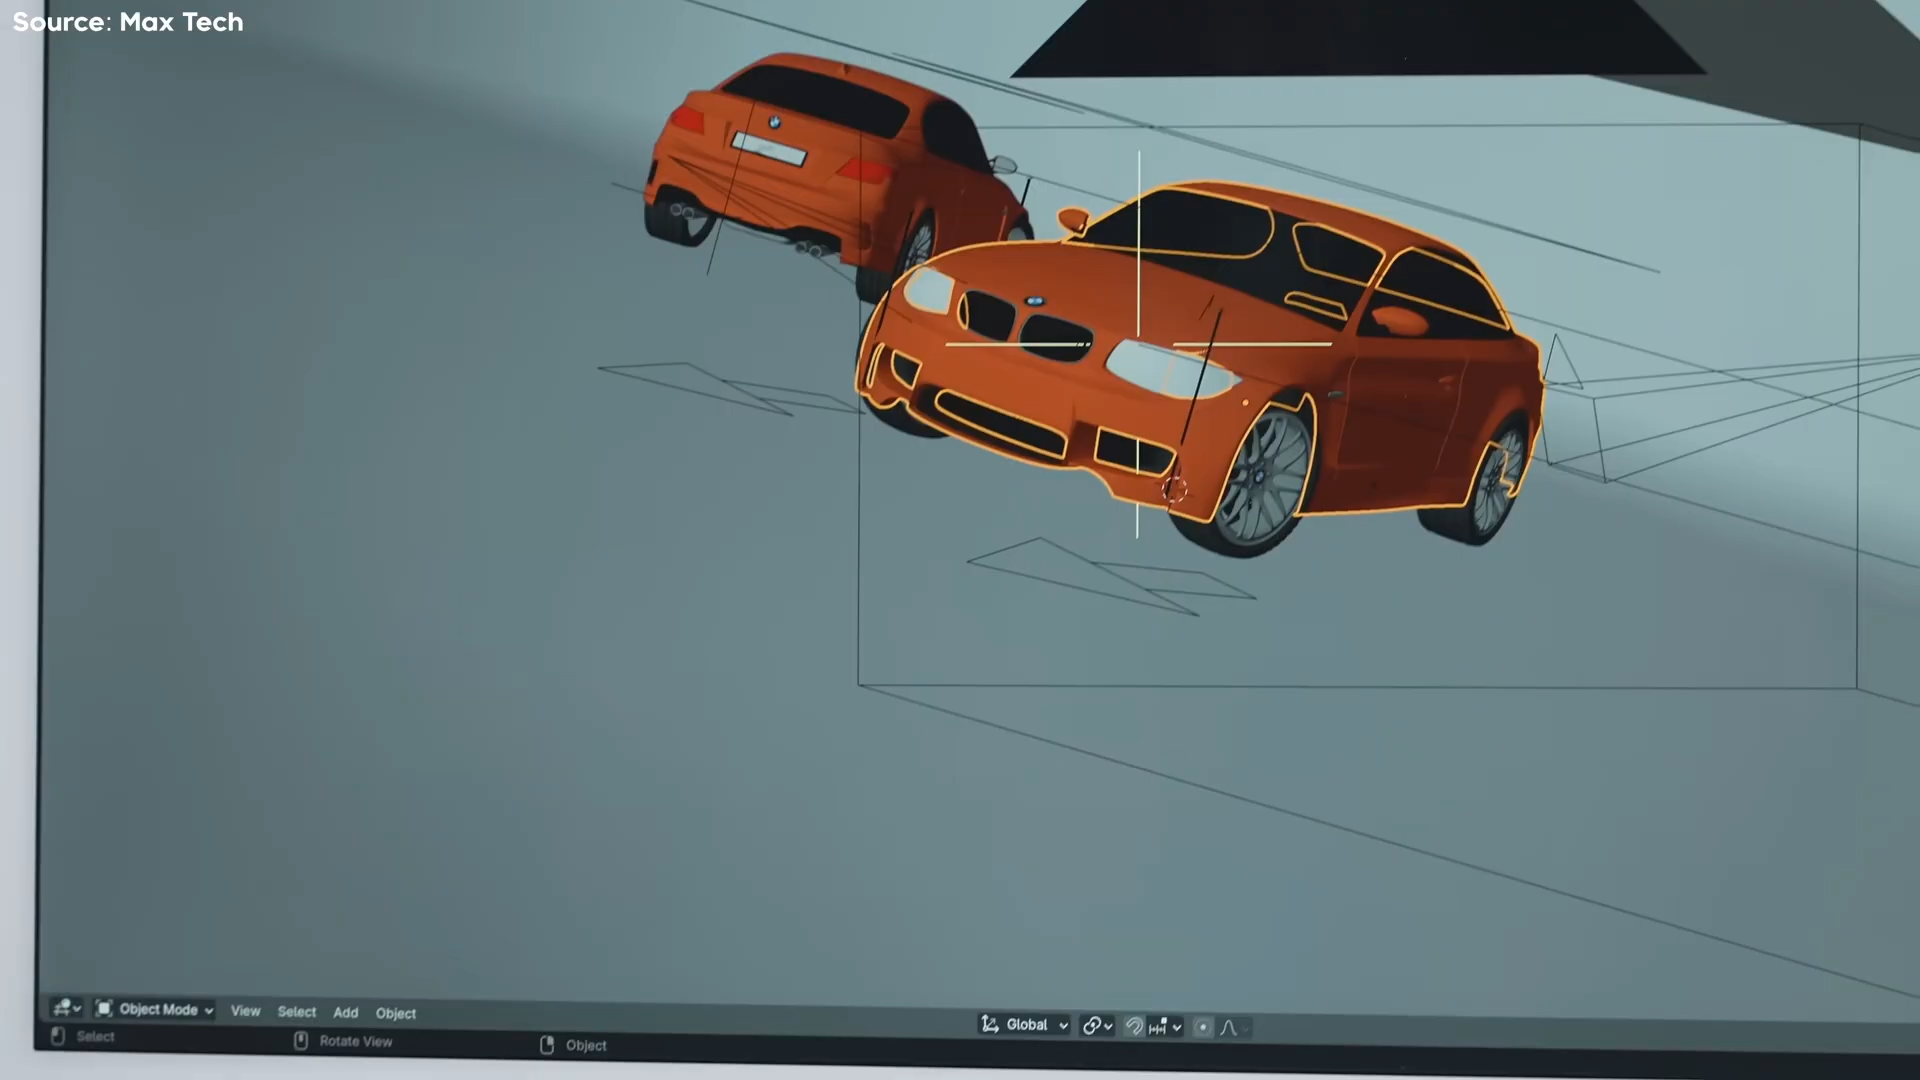 Source: Max Tech
Object Mode View Select Add Object
Global
Select Rotate View Object